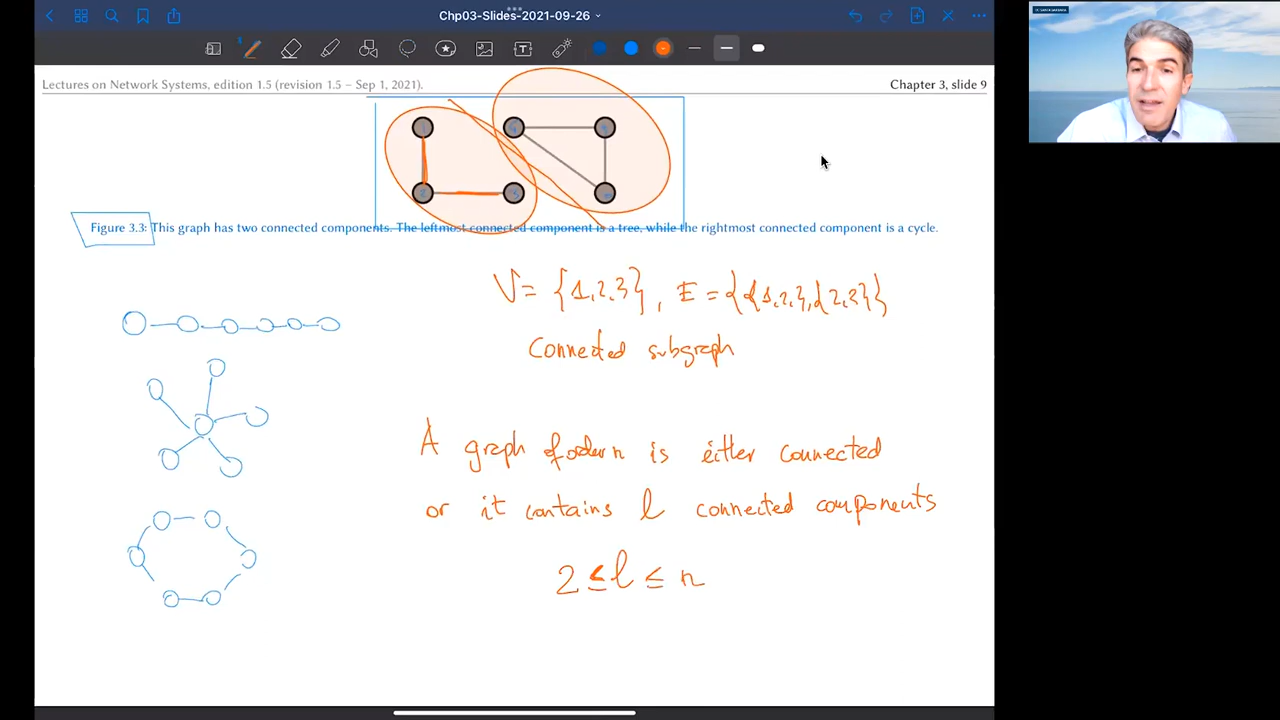 Chp03-Slides-2021-09-26
Lectures on Network Systems, edition 1.5 (revision 1.5 – Sep 1, 2021).
Chapter 3, slide 9
1
2
Figure 3.3: This graph has two connected components. The leftmost connected component is a tree, while the rightmost connected component is a cycle.
V = {1,2,3}, E = {{1,2},{2,3}}
Connected subgraph
A graph of order n is either connected
or it contains l connected components
2 ≤ l ≤ n